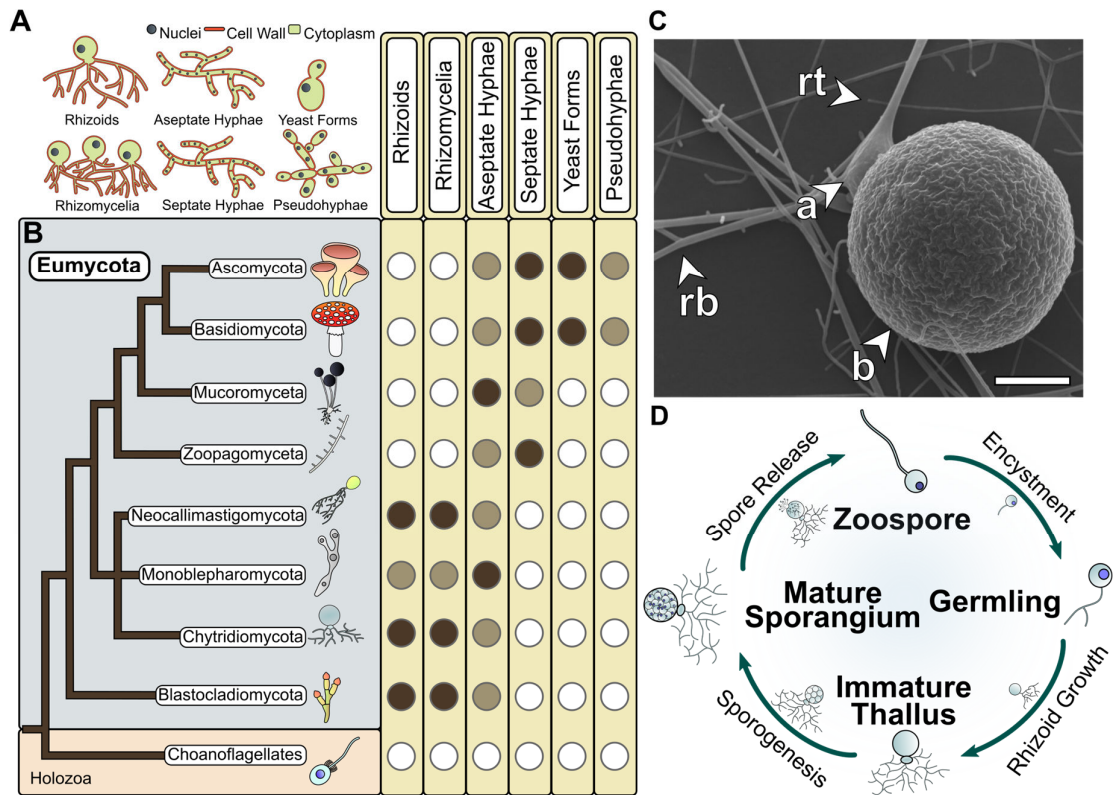 A
Nuclei Cell Wall Cytoplasm
Rhizoids
Aseptate Hyphae
Yeast Forms
Rhizomycelia
Septate Hyphae
Pseudohyphae
Rhizoids
Rhizomycelia
Aseptate Hyphae
Septate Hyphae
Yeast Forms
Pseudohyphae
B
Eumycota
Ascomycota
Basidiomycota
Mucoromyceta
Zoopagomyceta
Neocallimastigomycota
Monoblepharomycota
Chytridiomycota
Blastocladiomycota
Choanoflagellates
Holozoa
C
rt
a
rb
b
D
Spore Release
Encystment
Zoospore
Mature
Sporangium
Germling
Immature
Thallus
Sporogenesis
Rhizoid Growth